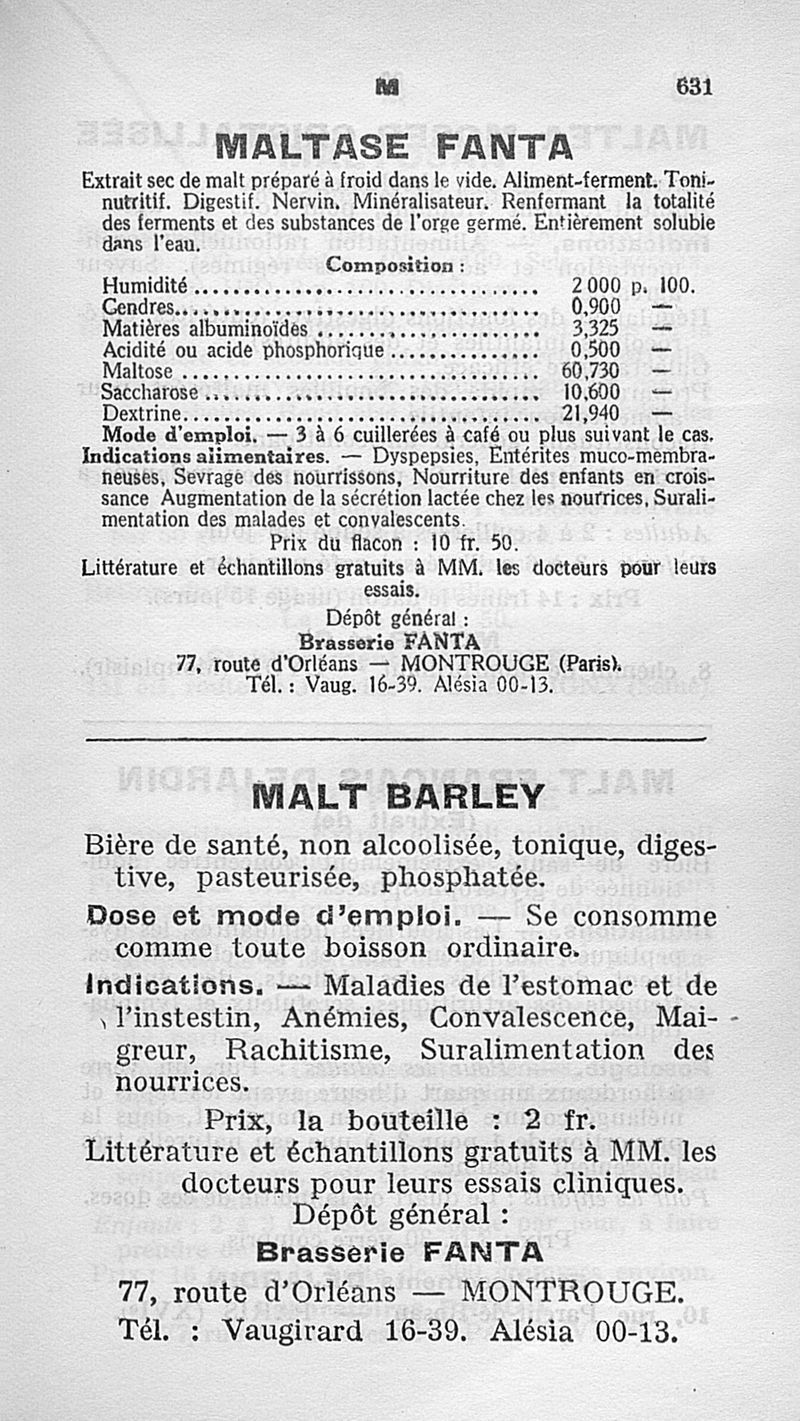 M 631
MALTASE FANTA
Extrait sec de malt préparé à froid dans le vide. Aliment-ferment. Toni-
nutritif. Digestif. Nervin. Minéralisateur. Renfermant la totalité
des ferments et des substances de l'orge germé. Entièrement soluble
dans l'eau.
Composition :
Humidité .................................. 2 000 p. 100.
Cendres.................................... 0,900 —
Matières albuminoïdes ....................... 3,325 —
Acidité ou acide phosphorique ............... 0,500 —
Maltose .................................... 60,730 —
Saccharose ................................. 10,600 —
Dextrine.................................... 21,940 —
Mode d'emploi. — 3 à 6 cuillerées à café ou plus suivant le cas.
Indications alimentaires. — Dyspepsies, Entérites muco-membra-
neuses, Sevrage des nourrissons, Nourriture des enfants en crois-
sance Augmentation de la sécrétion lactée chez les nourrices, Surali-
mentation des malades et convalescents.
Prix du flacon : 10 fr. 50.
Littérature et échantillons gratuits à MM. les docteurs pour leurs
essais.
Dépôt général :
Brasserie FANTA
77, route d'Orléans — MONTROUGE (Paris).
Tél. : Vaug. 16-39. Alésia 00-13.
MALT BARLEY
Bière de santé, non alcoolisée, tonique, diges-
tive, pasteurisée, phosphatée.
Dose et mode d'emploi. — Se consomme
comme toute boisson ordinaire.
Indications. — Maladies de l'estomac et de
l'instestin, Anémies, Convalescence, Mai-
greur, Rachitisme, Suralimentation des
nourrices.
Prix, la bouteille : 2 fr.
Littérature et échantillons gratuits à MM. les
docteurs pour leurs essais cliniques.
Dépôt général :
Brasserie FANTA
77, route d'Orléans — MONTROUGE.
Tél. : Vaugirard 16-39. Alésia 00-13.